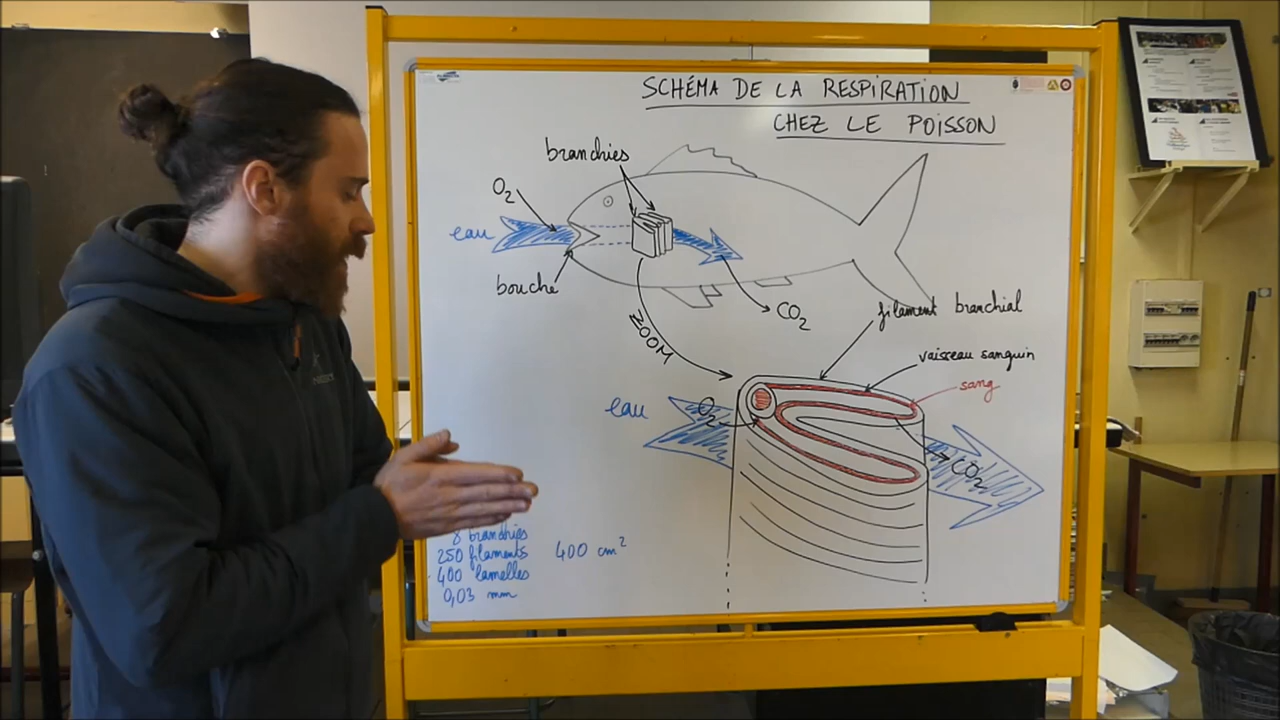 SCHÉMA DE LA RESPIRATION
CHEZ LE POISSON
branchies
O2
eau
bouche
CO2
ZOOM
filament branchial
vaisseau sanguin
sang
eau
O2
CO2
8 branchies
250 filaments 400 cm²
400 lamelles
0,03 mm